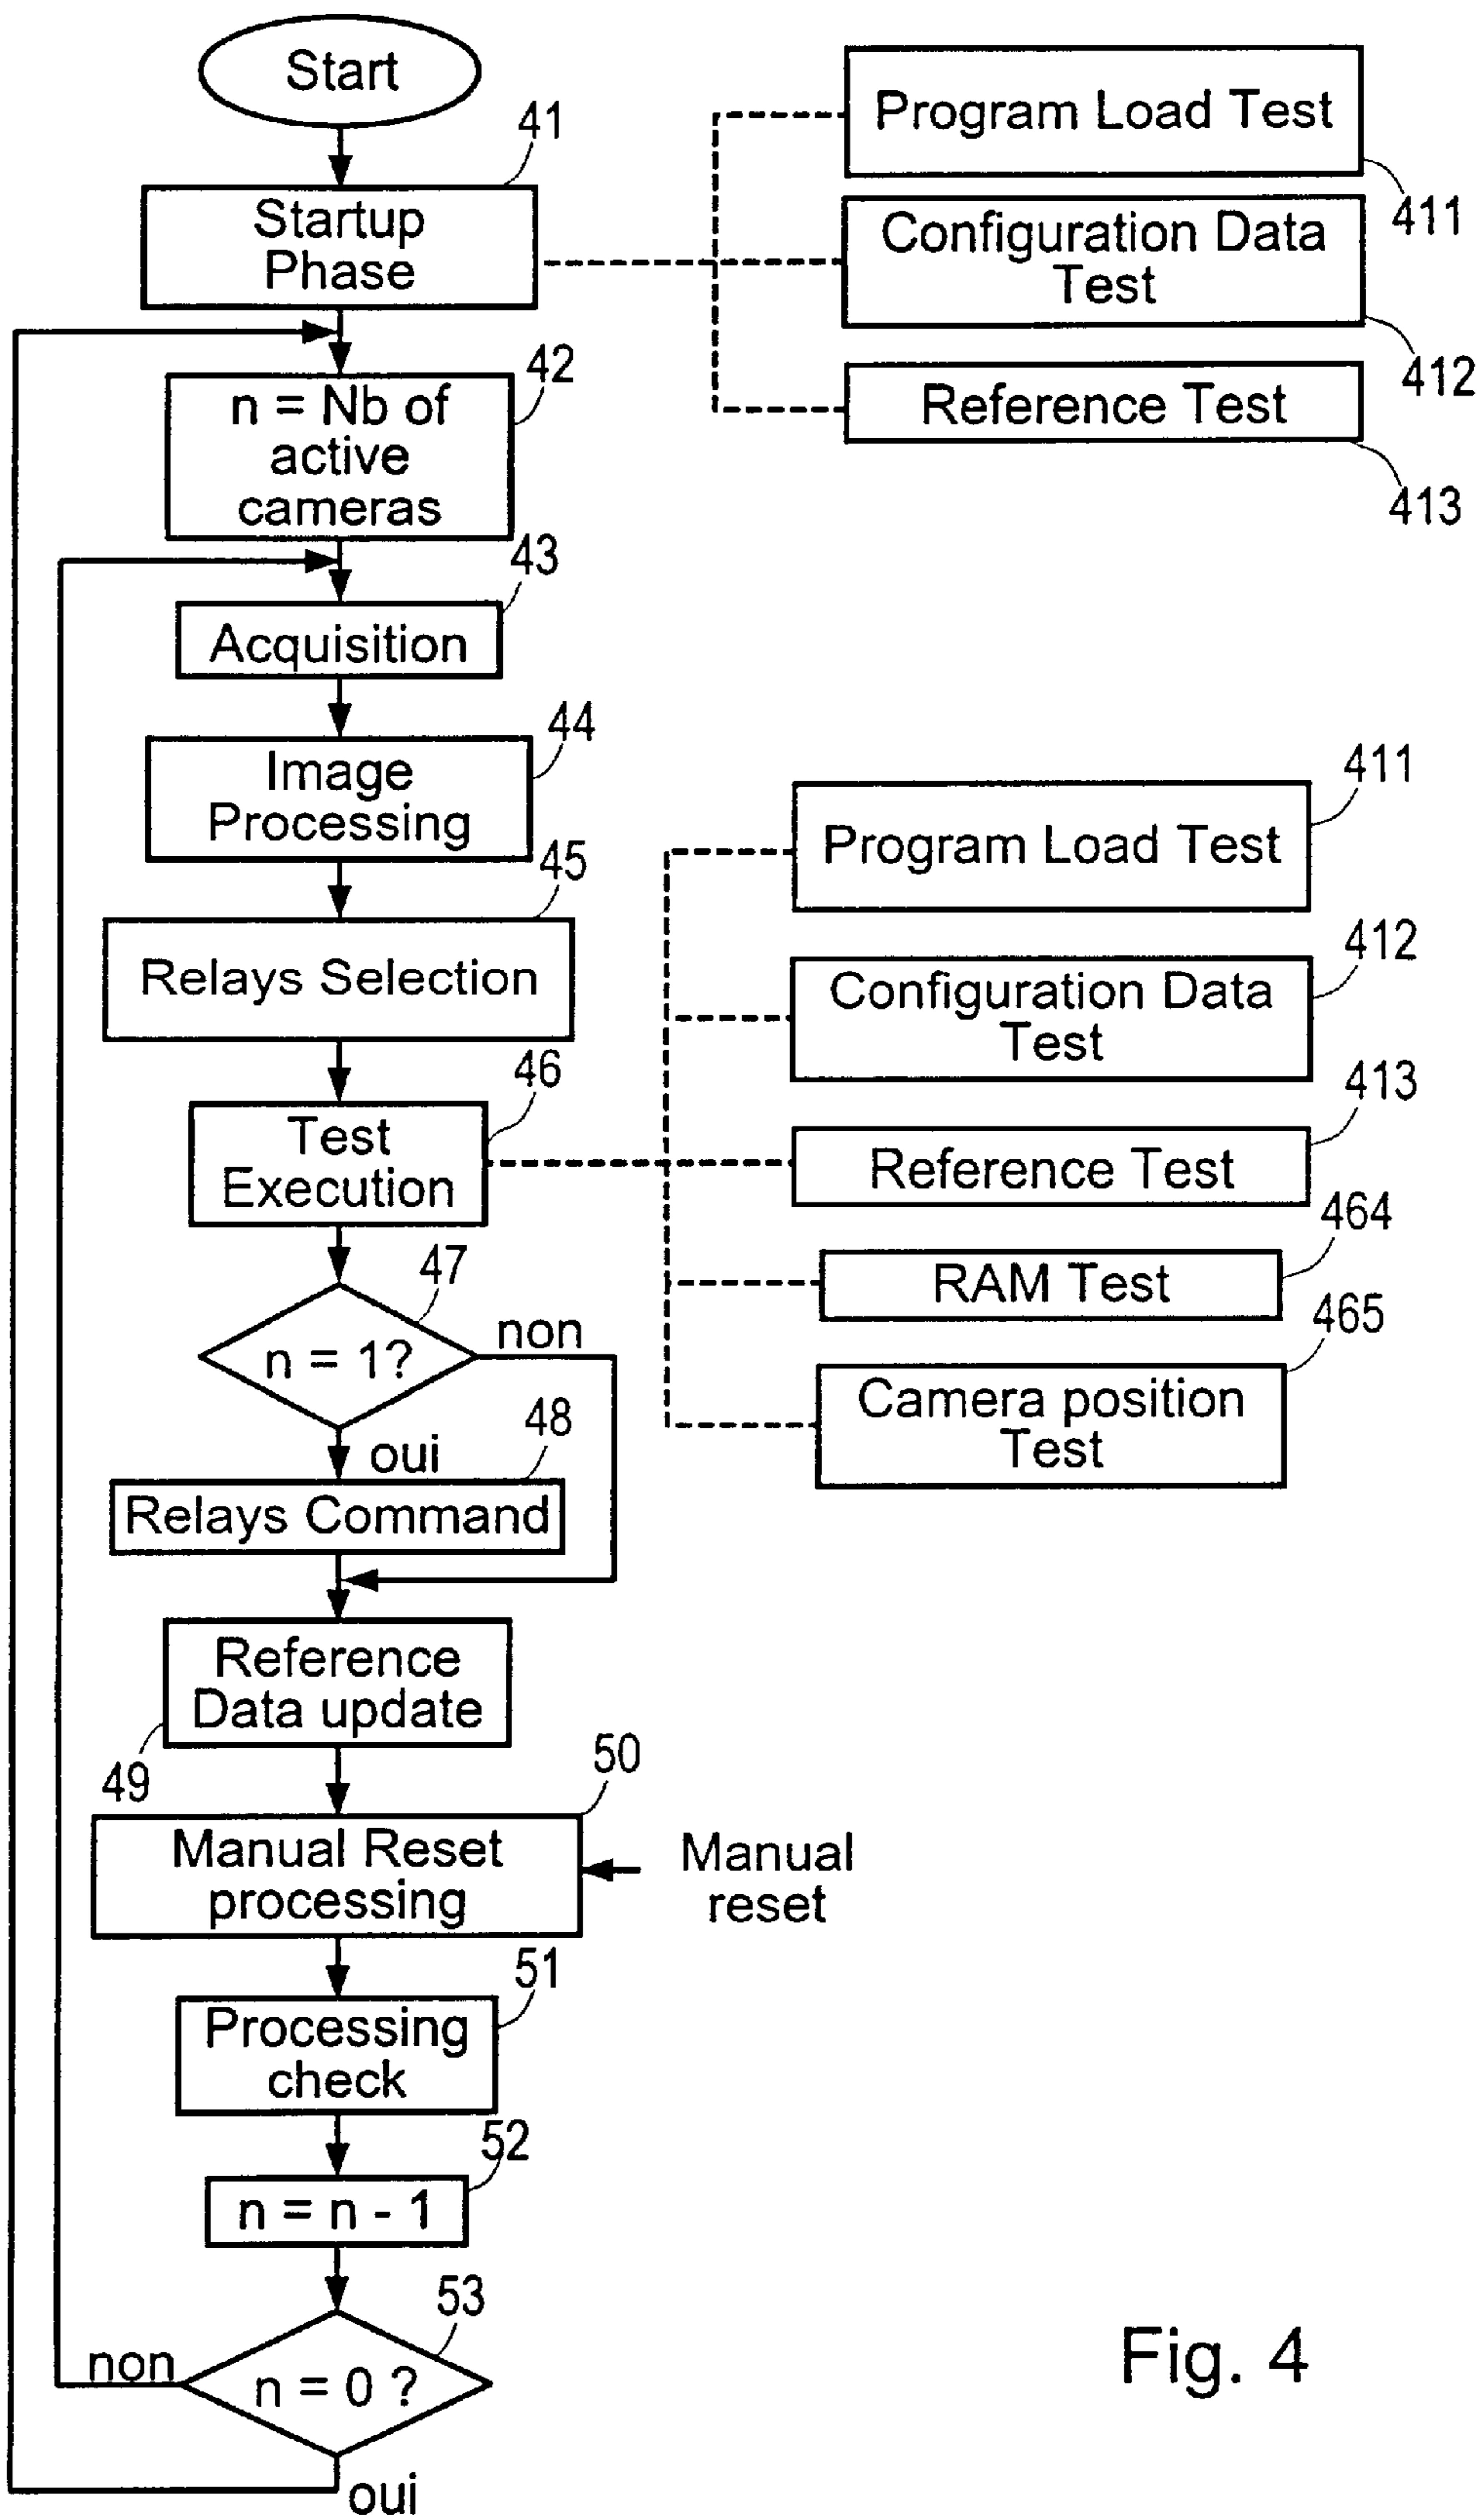 Start
41
Startup
Phase
Program Load Test
411
Configuration Data
Test
412
Reference Test
413
42
n = Nb of
active
cameras
43
Acquisition
44
Image
Processing
45
Relays Selection
46
Test
Execution
Program Load Test
411
Configuration Data
Test
412
Reference Test
413
RAM Test
464
Camera position
Test
465
47
n = 1?
non
oui
48
Relays Command
Reference
Data update
49
50
Manual Reset
processing
Manual
reset
51
Processing
check
52
n = n - 1
53
n = 0 ?
non
oui
Fig. 4